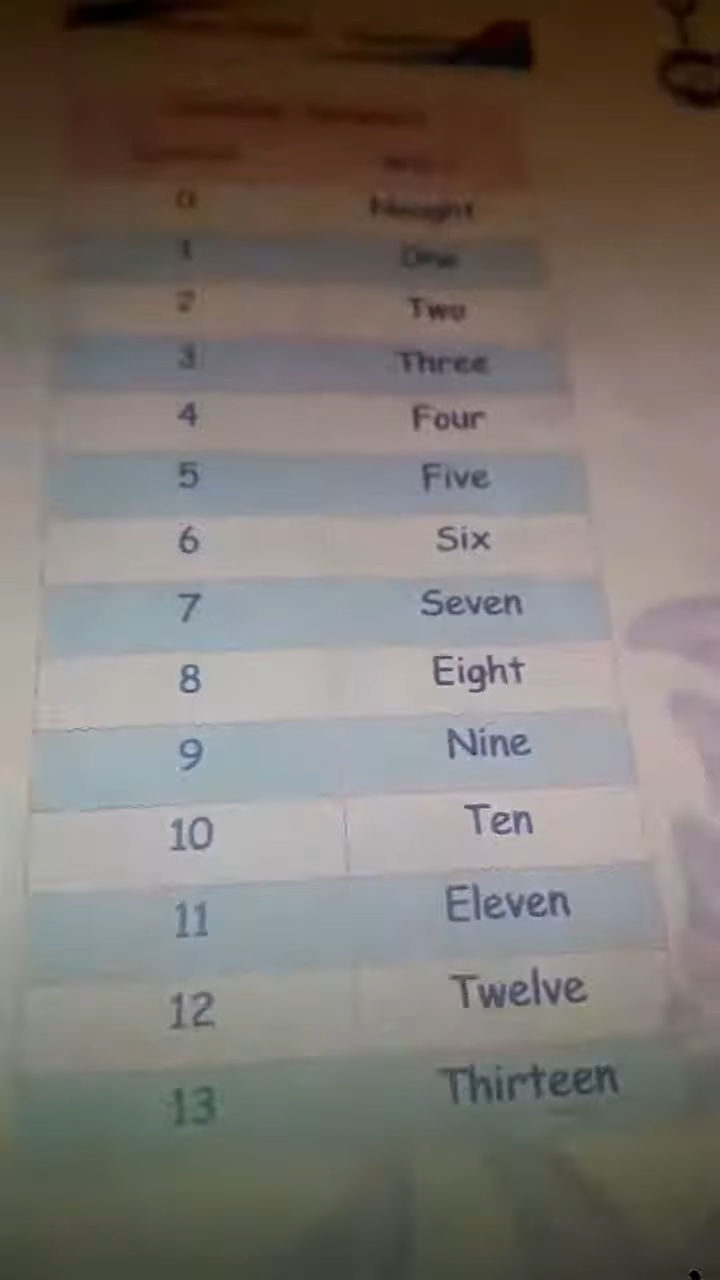 0 Nought
1 One
2 Two
3 Three
4 Four
5 Five
6 Six
7 Seven
8 Eight
9 Nine
10 Ten
11 Eleven
12 Twelve
13 Thirteen